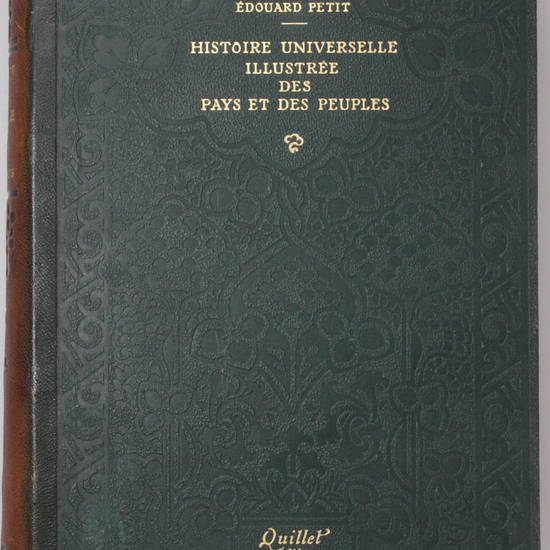 ÉDOUARD PETIT
HISTOIRE UNIVERSELLE
ILLUSTRÉE
DES
PAYS ET DES PEUPLES
Quillet